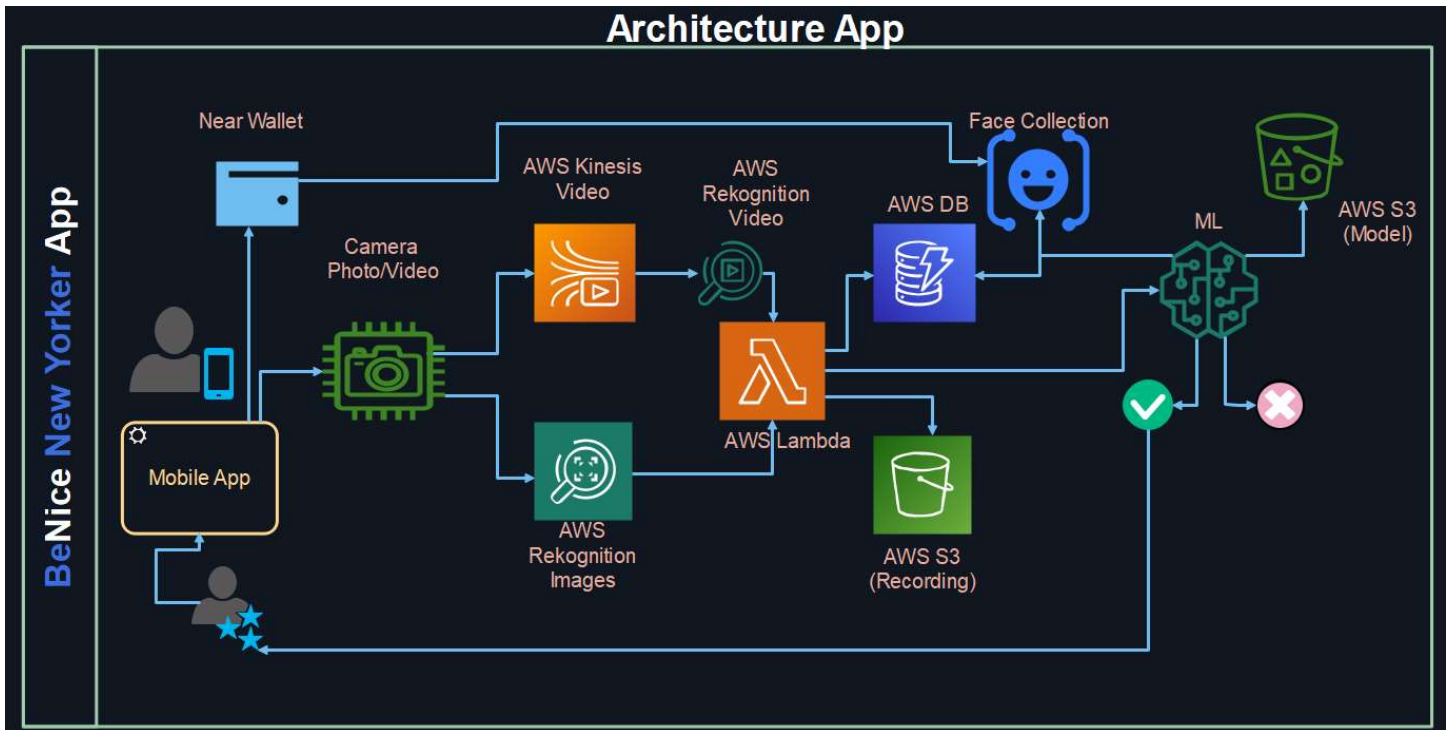 Architecture App
BeNice New Yorker App
Near Wallet
Face Collection
AWS Kinesis
Video
AWS
Rekognition
Video
AWS DB
ML
AWS S3
(Model)
Camera
Photo/Video
Mobile App
AWS Lambda
AWS
Rekognition
Images
AWS S3
(Recording)